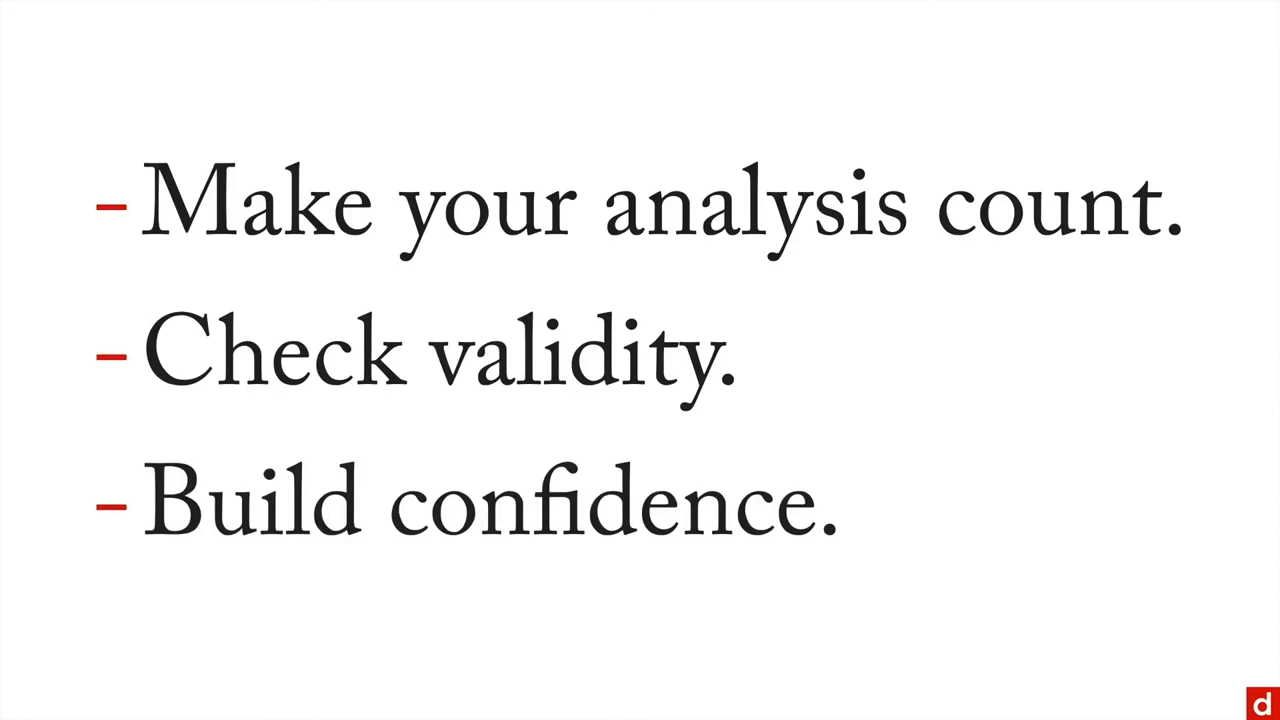 - Make your analysis count.
- Check validity.
- Build confidence.
d